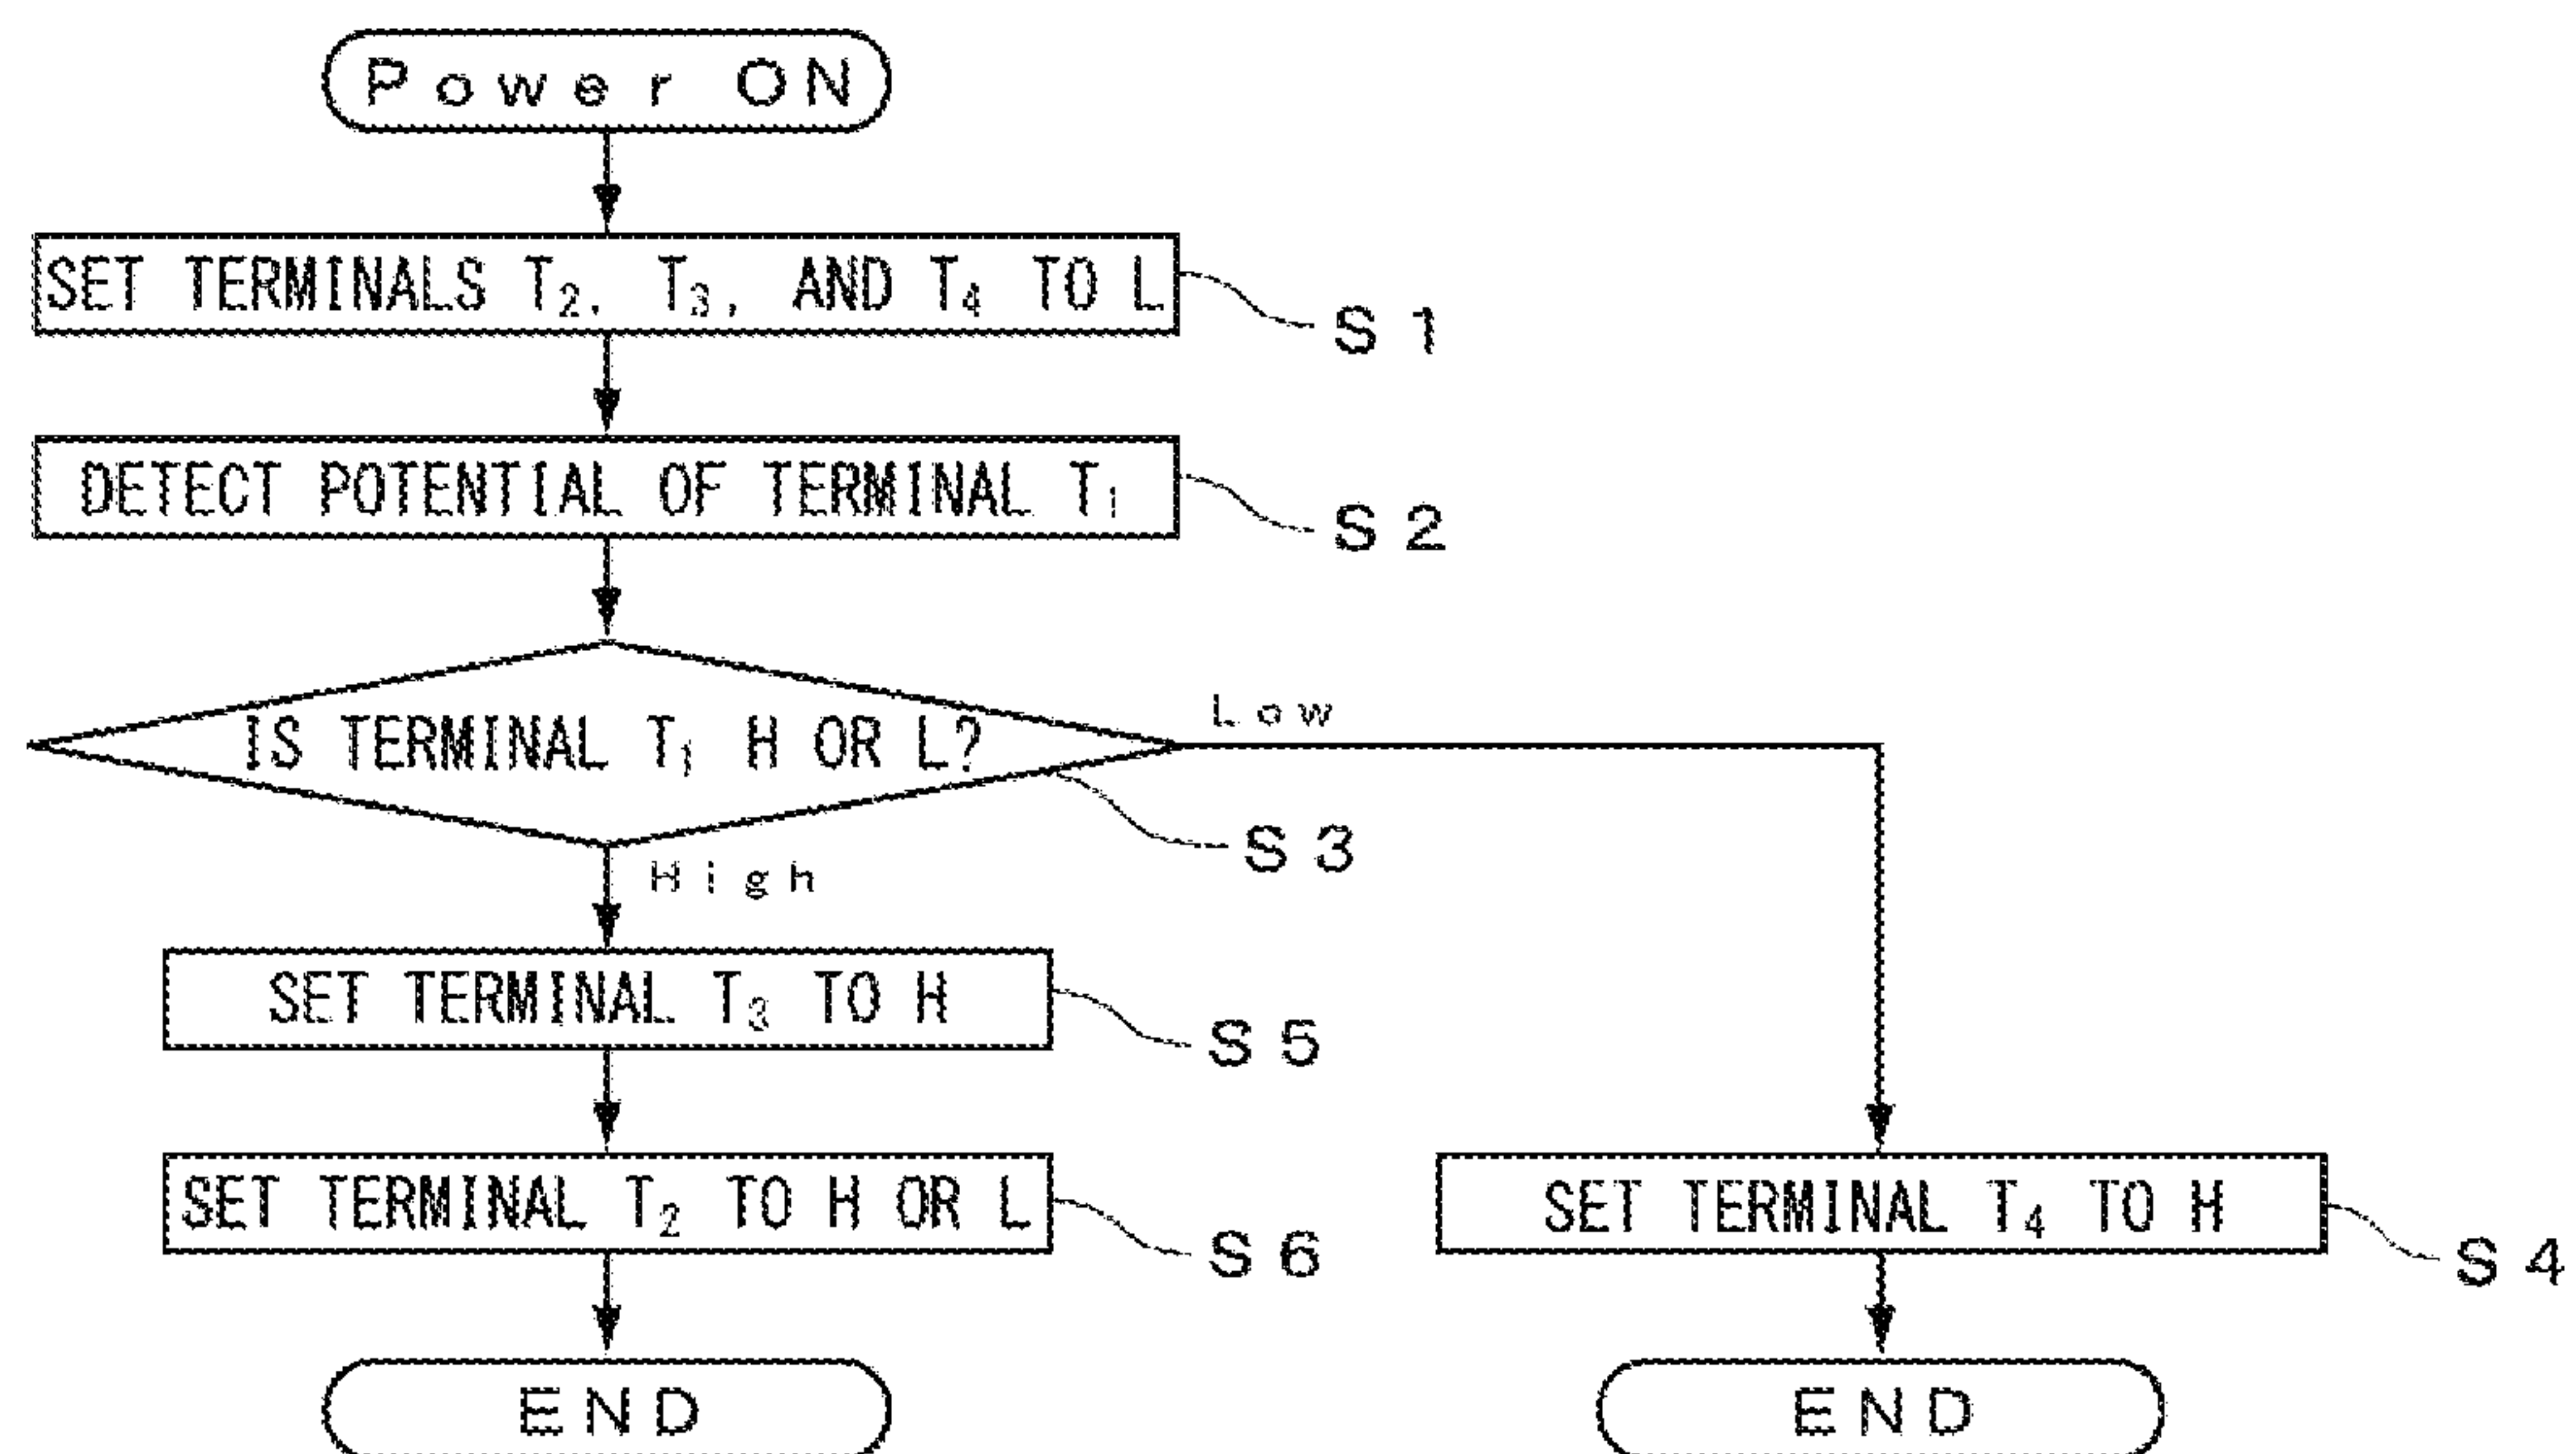 Power ON
SET TERMINALS T₂, T₃, AND T₄ TO L
S1
DETECT POTENTIAL OF TERMINAL T₁
S2
IS TERMINAL T₁ H OR L?
Low
S3
High
SET TERMINAL T₃ TO H
S5
SET TERMINAL T₂ TO H OR L
S6
SET TERMINAL T₄ TO H
S4
END
END